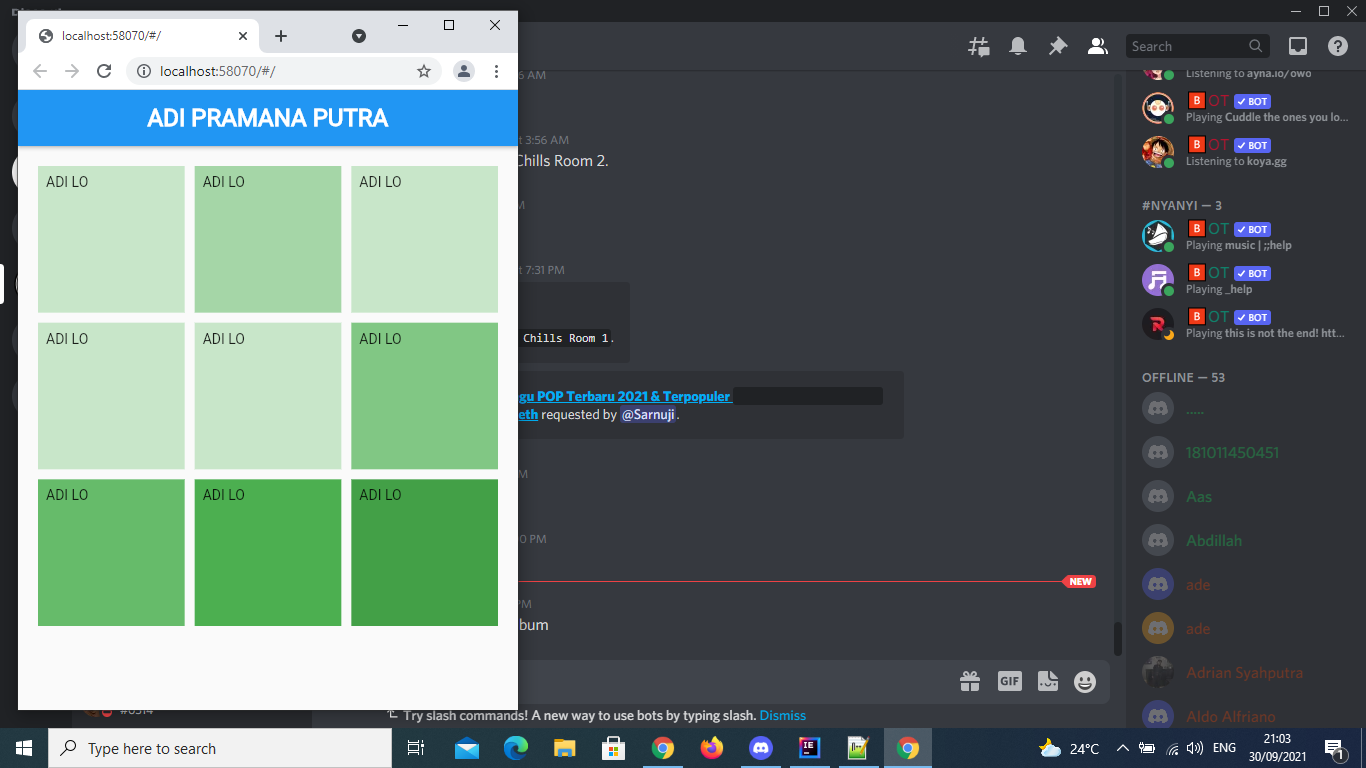 localhost:58070/#/
localhost:58070/#/
ADI PRAMANA PUTRA
ADI LO
ADI LO
ADI LO
ADI LO
ADI LO
ADI LO
ADI LO
ADI LO
ADI LO
6 AM
t 3:56 AM
Chills Room 2.
t 7:31 PM
Chills Room 1.
gu POP Terbaru 2021 & Terpopuler
eth requested by @Sarnuji.
0 PM
NEW
PM
bum
GIF
Try slash commands! A new way to use bots by typing slash. Dismiss
Search
Listening to ayna.io/owo
B OT BOT
Playing Cuddle the ones you lo...
B OT BOT
Listening to koya.gg
#NYANYI — 3
B OT BOT
Playing music | ;;help
B OT BOT
Playing _help
B OT BOT
Playing this is not the end! htt...
OFFLINE — 53
.....
181011450451
Aas
Abdillah
ade
ade
Adrian Syahputra
Aldo Alfriano
Type here to search
24°C
ENG
21:03
30/09/2021
1